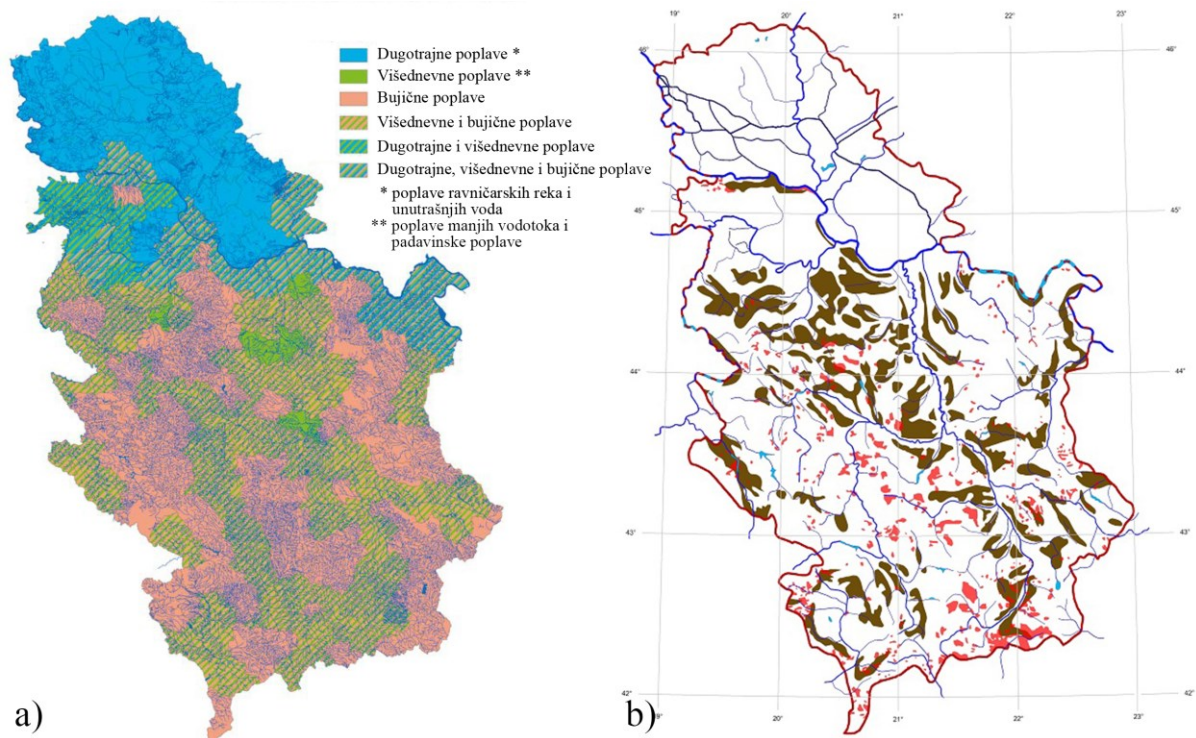 a)
Dugotrajne poplave *
Višednevne poplave **
Bujične poplave
Višednevne i bujične poplave
Dugotrajne i višednevne poplave
Dugotrajne, višednevne i bujične poplave
* poplave ravničarskih reka i
unutrašnjih voda
** poplave manjih vodotoka i
padavinske poplave
b)
19° 20° 21° 22° 23°
46° 46°
45° 45°
44° 44°
43° 43°
42° 42°
19° 20° 21° 22° 23°